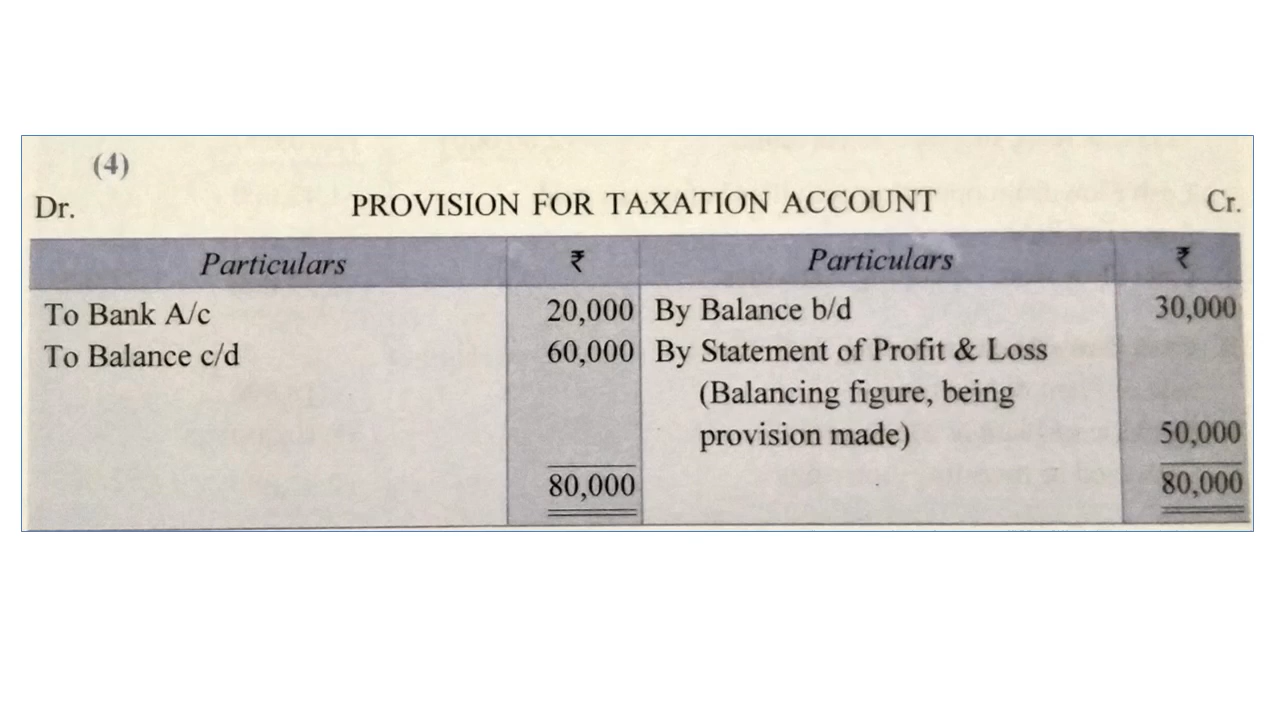 (4)
Dr. PROVISION FOR TAXATION ACCOUNT Cr.
Particulars ₹ Particulars ₹
To Bank A/c 20,000 By Balance b/d 30,000
To Balance c/d 60,000 By Statement of Profit & Loss
(Balancing figure, being
provision made) 50,000
80,000 80,000